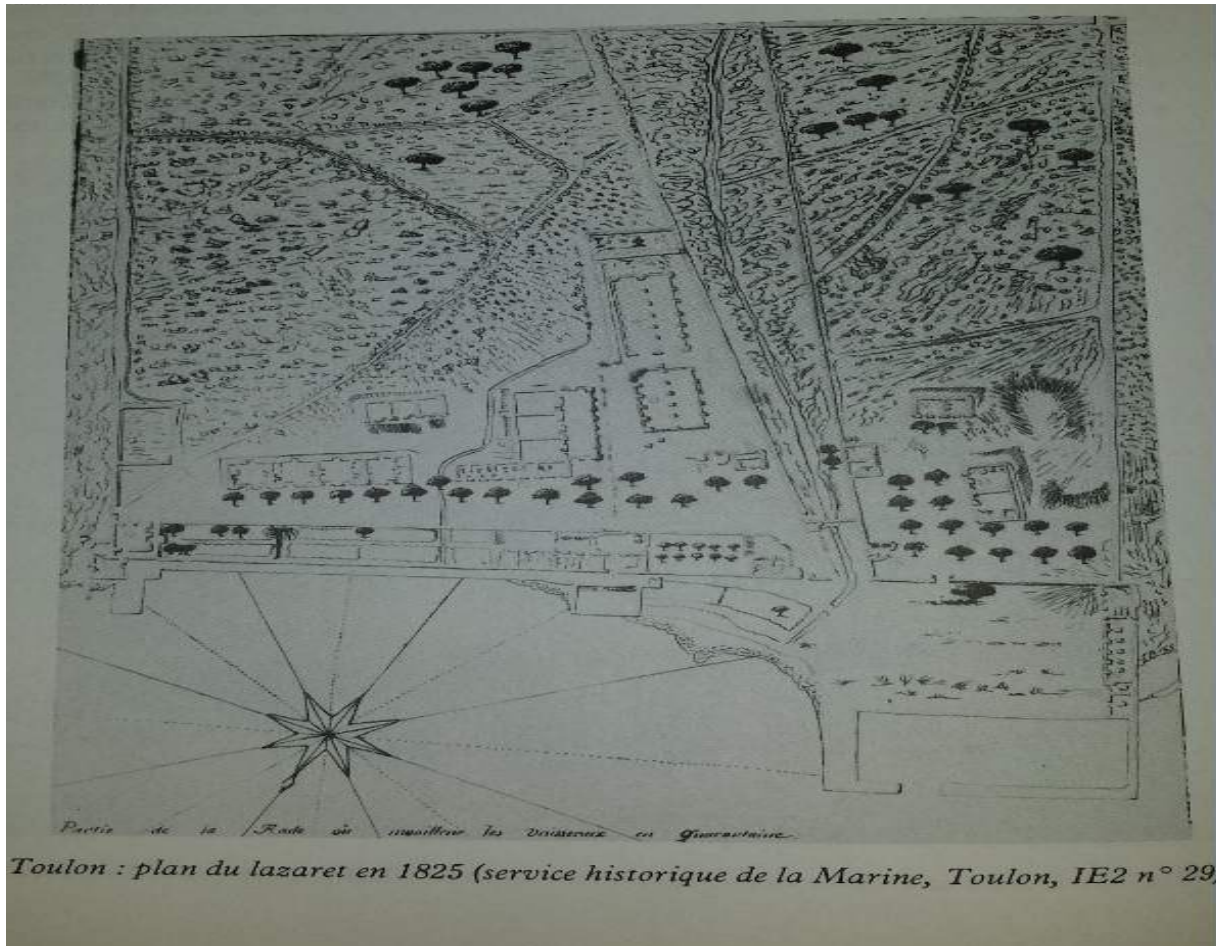 Partie de la Rade où mouillent les Vaisseaux en Quarantaine.
Toulon : plan du lazaret en 1825 (service historique de la Marine, Toulon, IE2 n° 29)